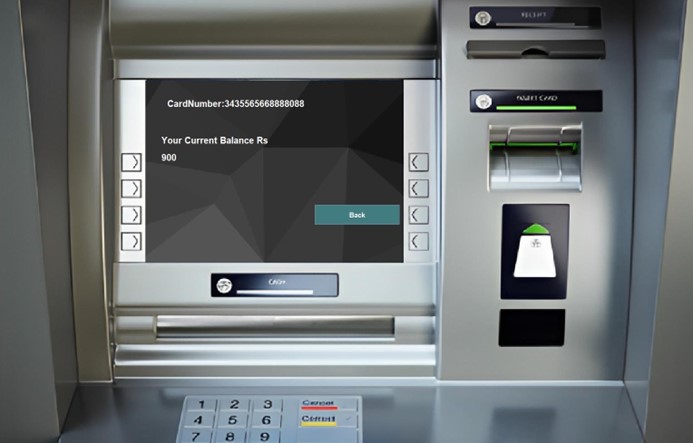 RECEIPT
INSERT CARD
CardNumber:3435565668888088
Your Current Balance Rs
900
Back
CASH
1 2 3 Cancel
4 5 6
7 8 9